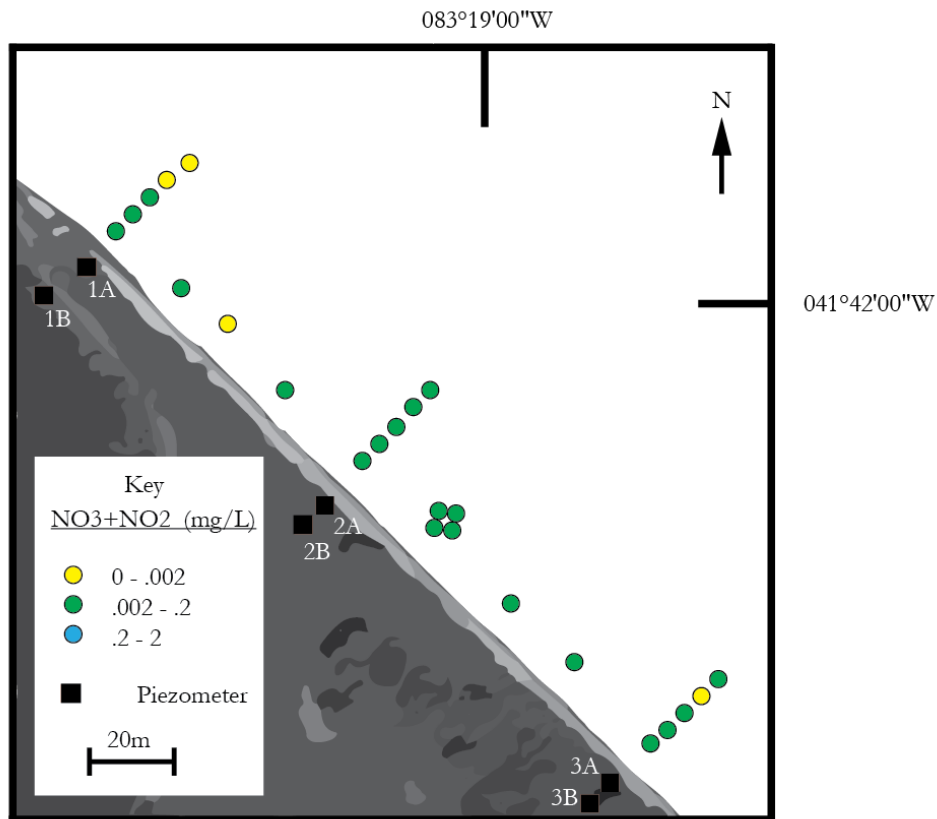 083°19'00"W
N
041°42'00"W
1A
1B
2A
2B
Key
NO3+NO2 (mg/L)
0 - .002
.002 - .2
.2 - 2
Piezometer
20m
3A
3B